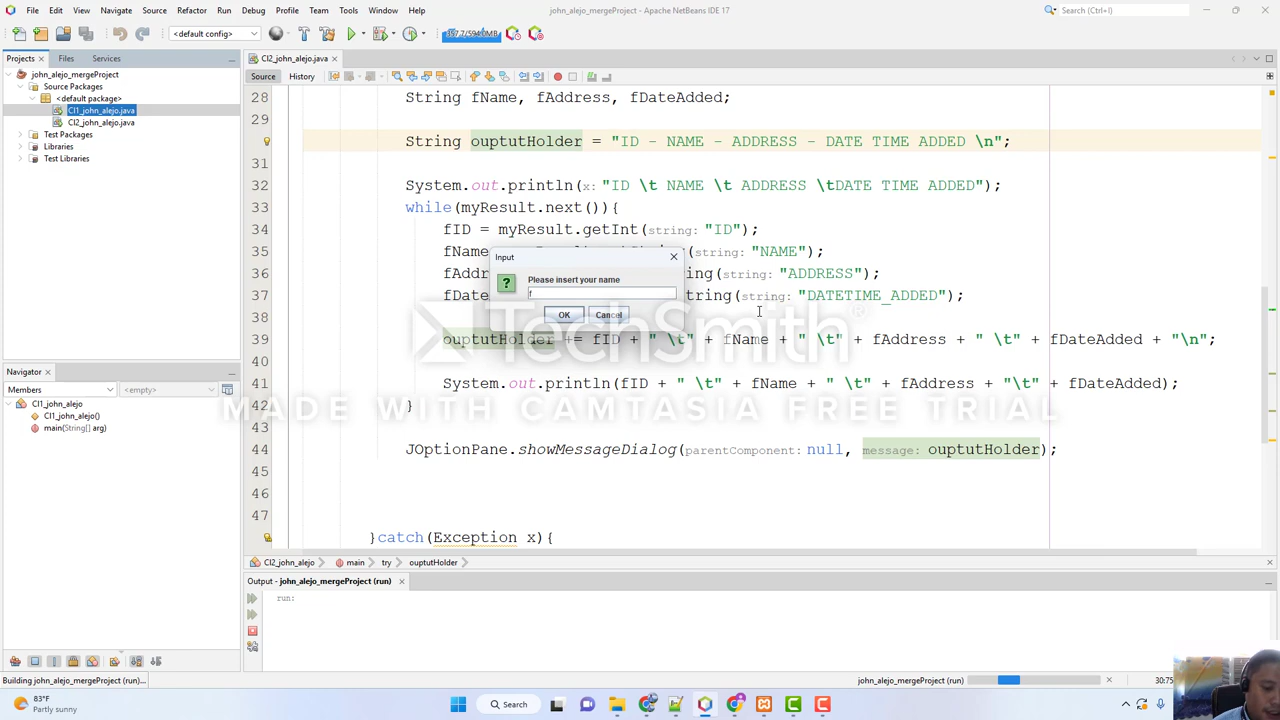 File Edit View Navigate Source Refactor Run Debug Profile Team Tools Window Help
john_alejo_mergeProject - Apache NetBeans IDE 17
Search (Ctrl+I)
<default config>
Projects
Files
Services
CI2_john_alejo.java
Source
History
john_alejo_mergeProject
Source Packages
<default package>
CI1_john_alejo.java
CI2_john_alejo.java
Test Packages
Libraries
Test Libraries
28 String fName, fAddress, fDateAdded;
String ouptutHolder = "ID - NAME - ADDRESS - DATE TIME ADDED \n";
31
32 System.out.println(x: "ID \t NAME \t ADDRESS \tDATE TIME ADDED");
33 while(myResult.next()){
34 fID = myResult.getInt(string: "ID");
35 fName (string: "NAME");
36 fAdd ing(string: "ADDRESS");
37 fDate tring(string: "DATETIME_ADDED");
38
39 ouptutHolder += fID + " \t" + fName + " \t" + fAddress + " \t" + fDateAdded + "\n";
40
41 System.out.println(fID + " \t" + fName + " \t" + fAddress + "\t" + fDateAdded);
42 }
43
44 JOptionPane.showMessageDialog(parentComponent: null, message: ouptutHolder);
45
46
47
}catch(Exception x){
Input
Please insert your name
f
OK Cancel
TechSmith®
MADE WITH CAMTASIA FREE TRIAL
Navigator
Members
<empty>
CI1_john_alejo
CI1_john_alejo()
main(String[] arg)
CI2_john_alejo main try ouptutHolder
Output - john_alejo_mergeProject (run)
run:
Building john_alejo_mergeProject (run)...
john_alejo_mergeProject (run)
30:75
83°F
Partly sunny
Search